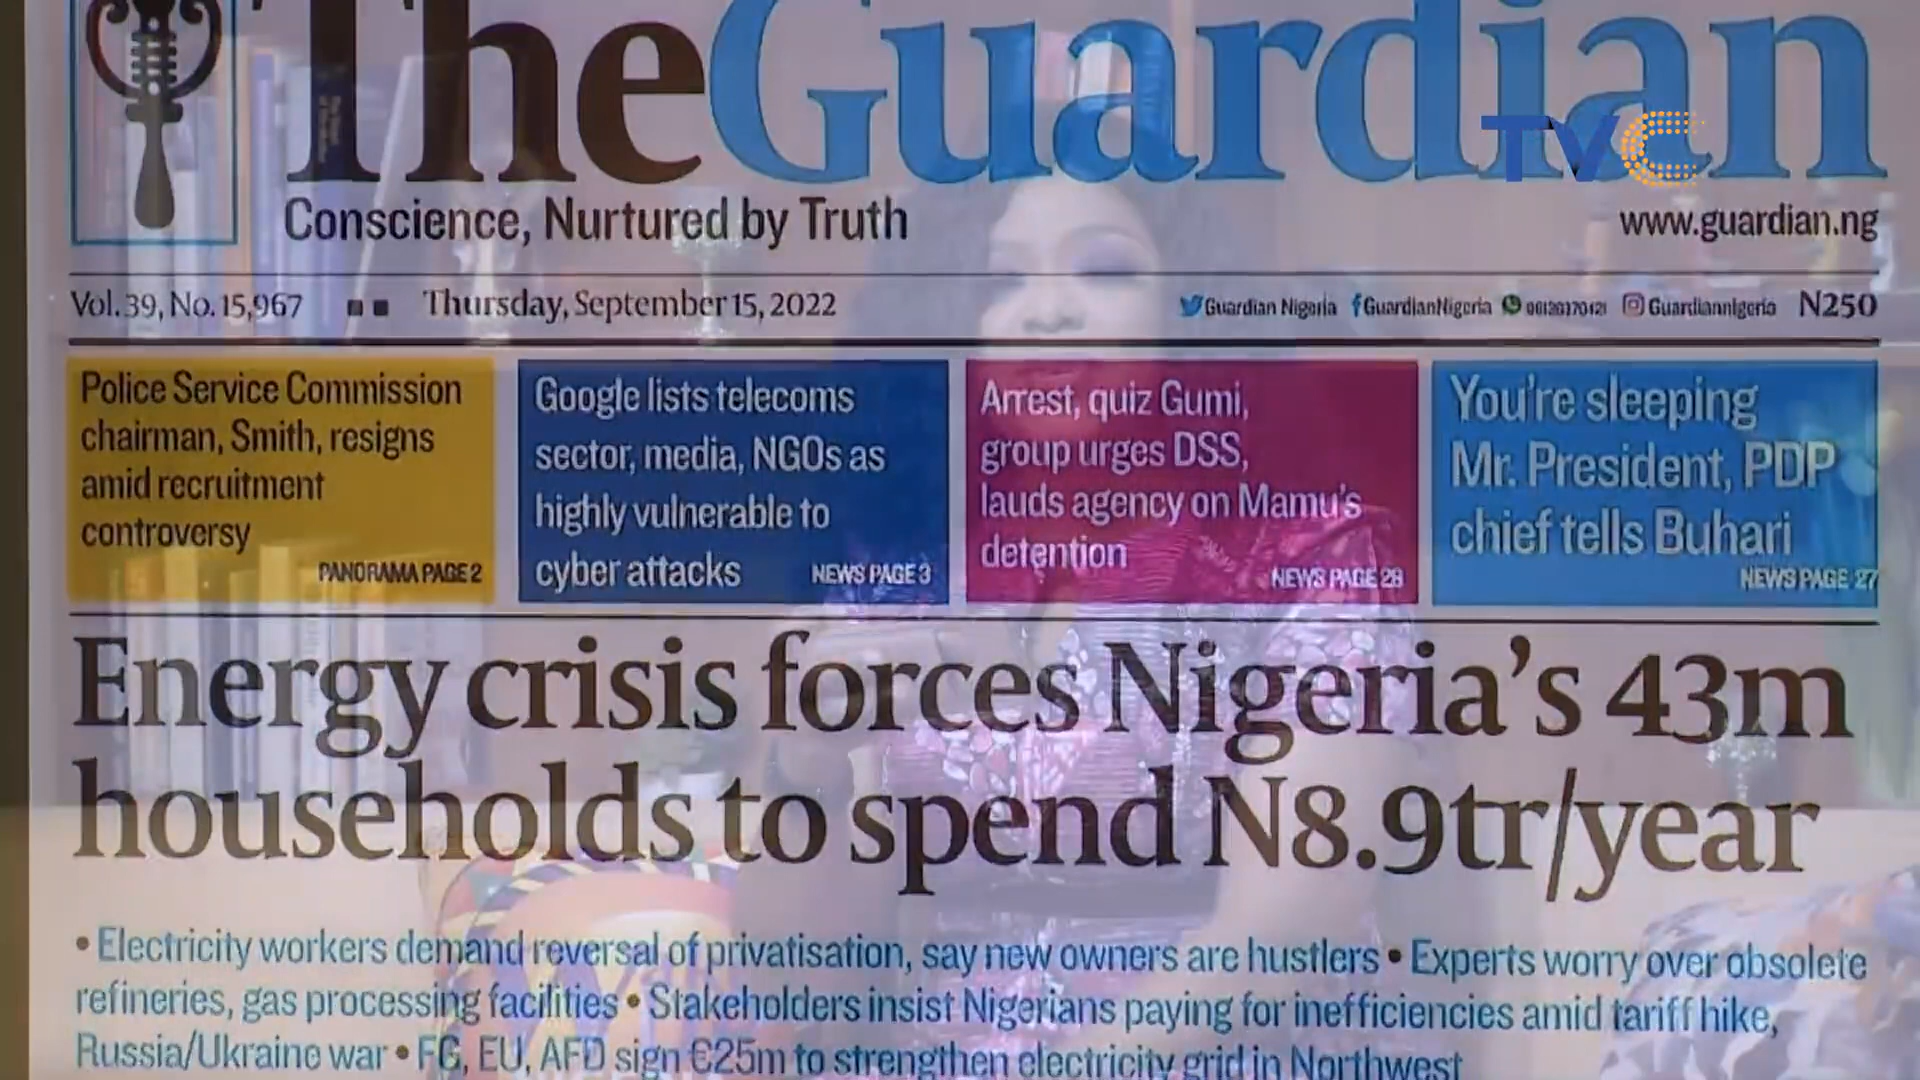 TheGuardian
TVC
Conscience, Nurtured by Truth
www.guardian.ng
Vol. 39, No. 15,967
Thursday, September 15, 2022
Guardian Nigeria
GuardianNigeria
Guardiannigeria
N250
Police Service Commission
chairman, Smith, resigns
amid recruitment
controversy
PANORAMA PAGE 2
Google lists telecoms
sector, media, NGOs as
highly vulnerable to
cyber attacks
NEWS PAGE 3
Arrest, quiz Gumi,
group urges DSS,
lauds agency on Mamu's
detention
NEWS PAGE 28
You're sleeping
Mr. President, PDP
chief tells Buhari
NEWS PAGE 27
Energy crisis forces Nigeria's 43m
households to spend N8.9tr/year
• Electricity workers demand reversal of privatisation, say new owners are hustlers • Experts worry over obsolete
refineries, gas processing facilities • Stakeholders insist Nigerians paying for inefficiencies amid tariff hike,
Russia/Ukraine war • FG, EU, AFD sign €25m to strengthen electricity grid in Northwest